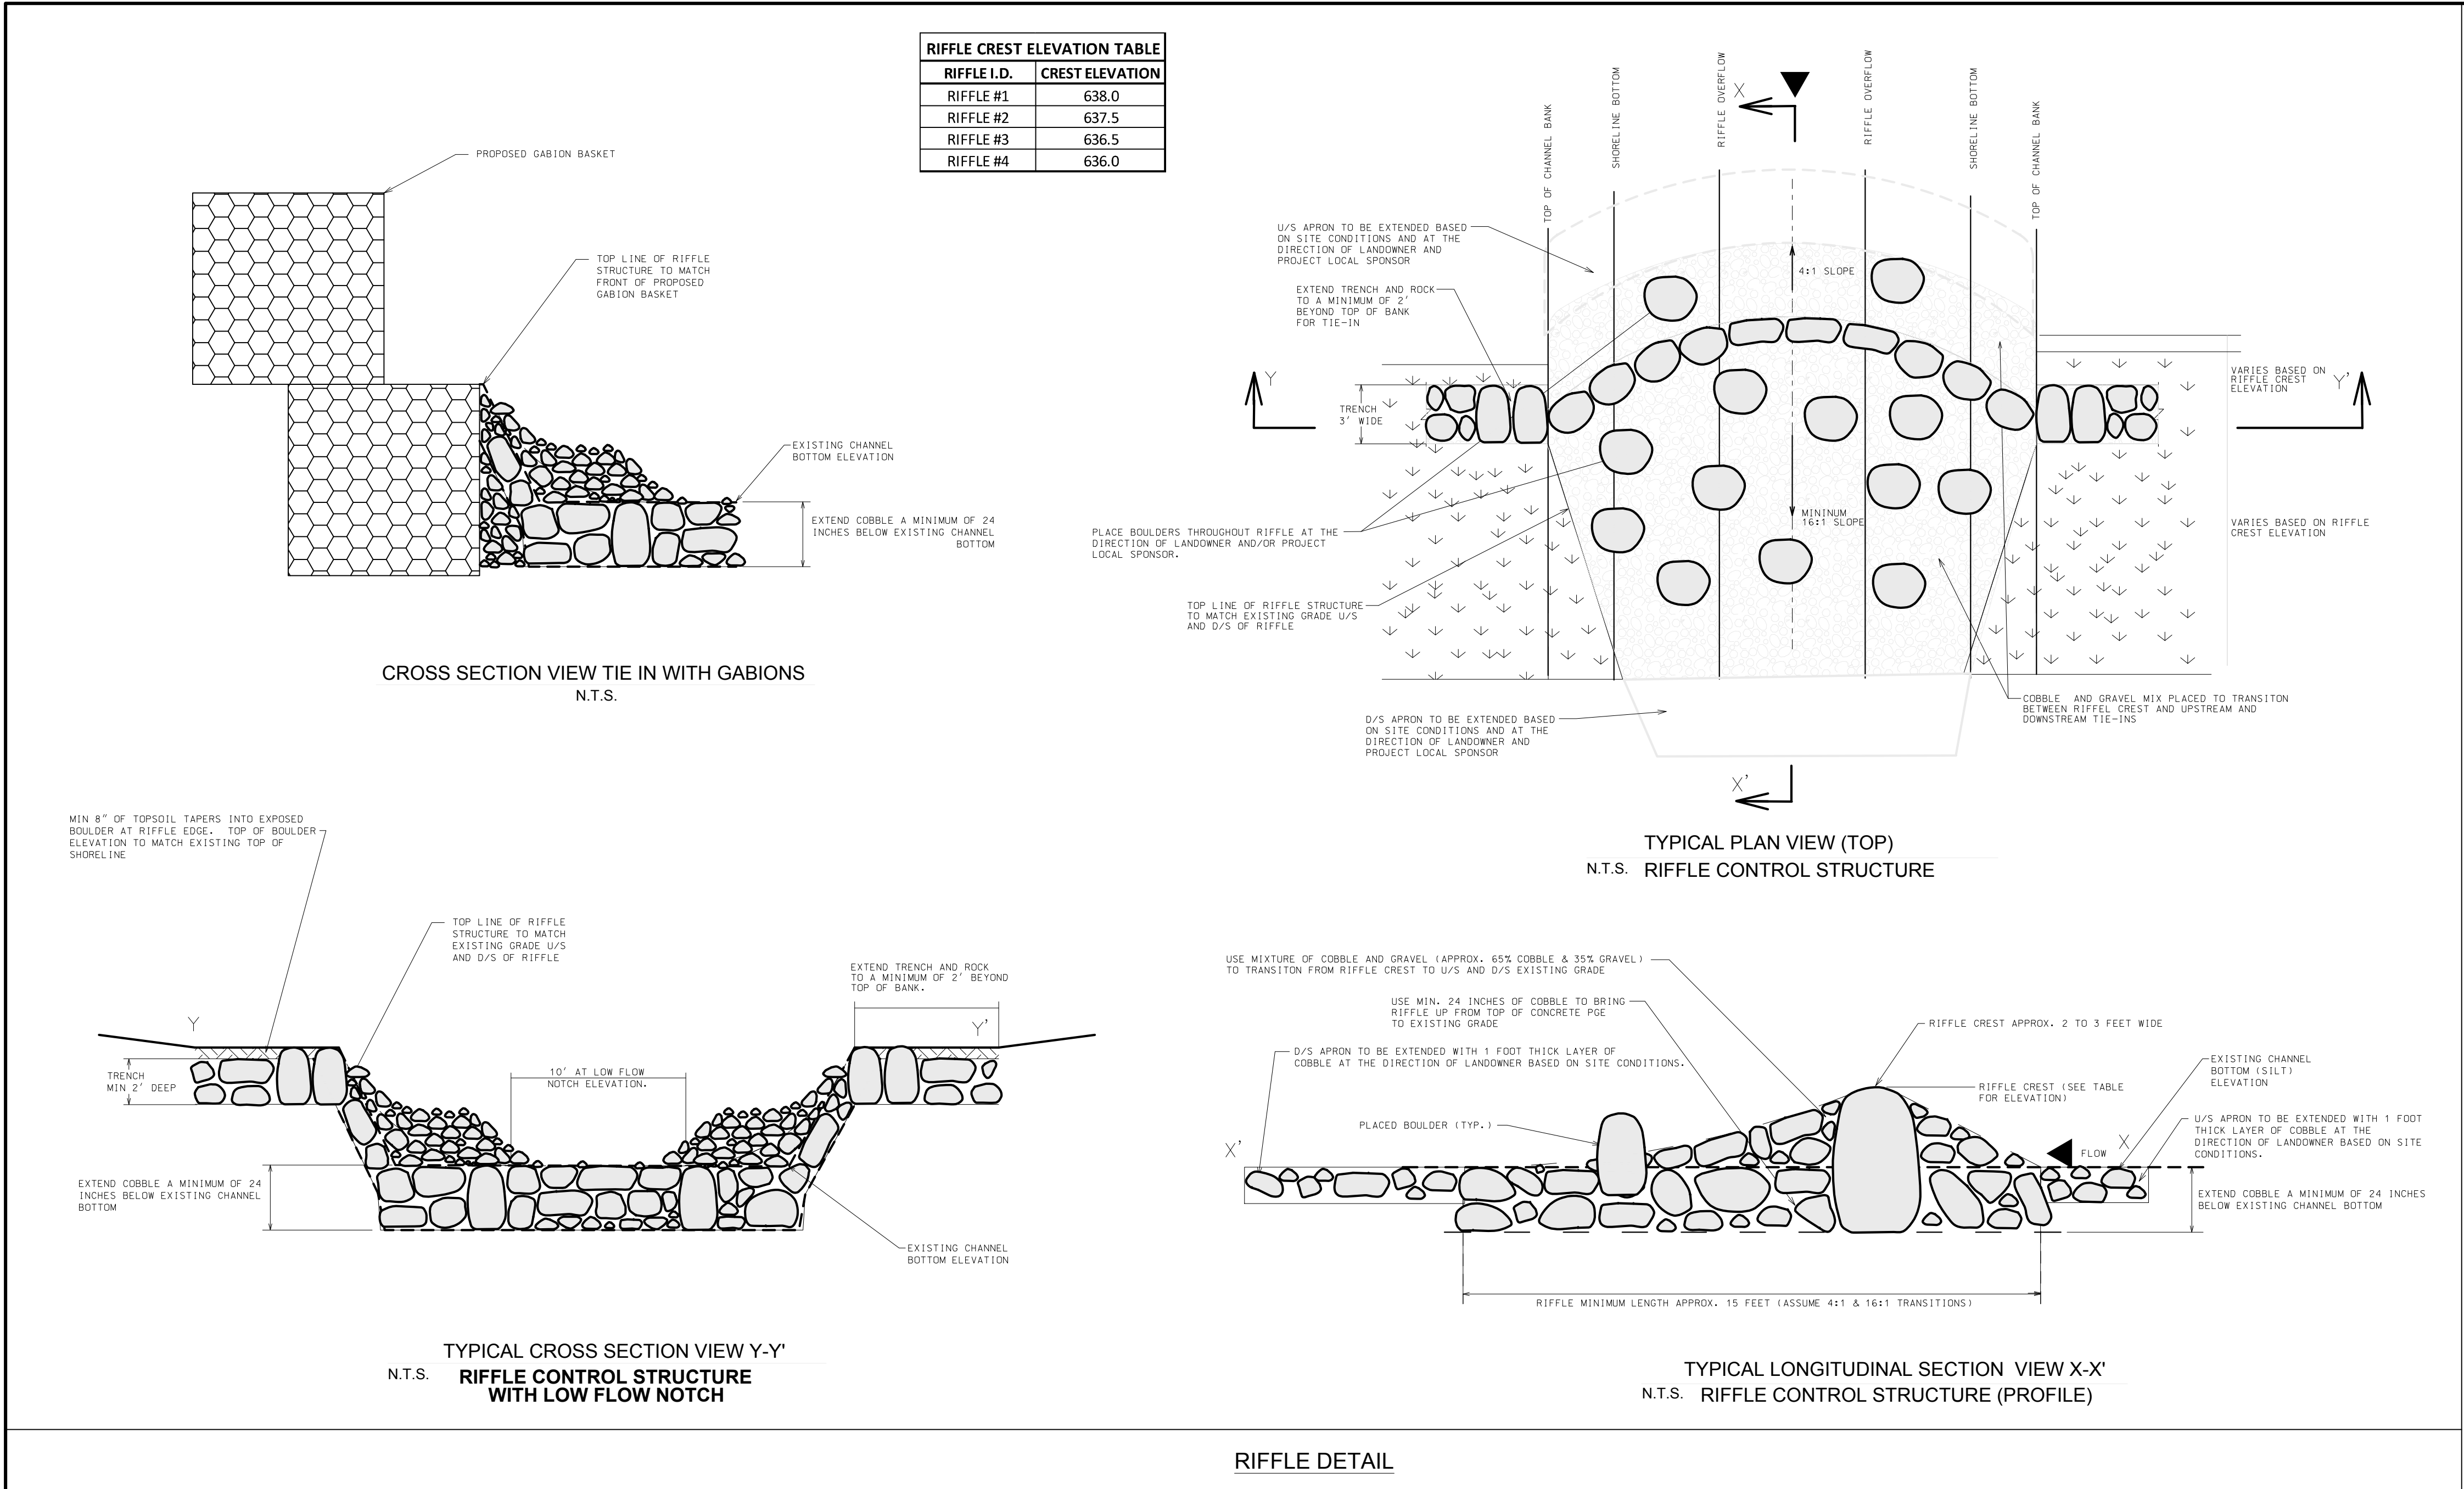 RIFFLE CREST ELEVATION TABLE
RIFFLE I.D. CREST ELEVATION
RIFFLE #1 638.0
RIFFLE #2 637.5
RIFFLE #3 636.5
RIFFLE #4 636.0
PROPOSED GABION BASKET
TOP LINE OF RIFFLE
STRUCTURE TO MATCH
FRONT OF PROPOSED
GABION BASKET
EXISTING CHANNEL
BOTTOM ELEVATION
EXTEND COBBLE A MINIMUM OF 24
INCHES BELOW EXISTING CHANNEL
BOTTOM
CROSS SECTION VIEW TIE IN WITH GABIONS
N.T.S.
TOP OF CHANNEL BANK
SHORELINE BOTTOM
RIFFLE OVERFLOW
X
RIFFLE OVERFLOW
SHORELINE BOTTOM
TOP OF CHANNEL BANK
U/S APRON TO BE EXTENDED BASED
ON SITE CONDITIONS AND AT THE
DIRECTION OF LANDOWNER AND
PROJECT LOCAL SPONSOR
4:1 SLOPE
EXTEND TRENCH AND ROCK
TO A MINIMUM OF 2'
BEYOND TOP OF BANK
FOR TIE-IN
Y
TRENCH
3' WIDE
VARIES BASED ON
RIFFLE CREST
ELEVATION
Y'
PLACE BOULDERS THROUGHOUT RIFFLE AT THE
DIRECTION OF LANDOWNER AND/OR PROJECT
LOCAL SPONSOR.
MININUM
16:1 SLOPE
VARIES BASED ON RIFFLE
CREST ELEVATION
TOP LINE OF RIFFLE STRUCTURE
TO MATCH EXISTING GRADE U/S
AND D/S OF RIFFLE
COBBLE AND GRAVEL MIX PLACED TO TRANSITON
BETWEEN RIFFEL CREST AND UPSTREAM AND
DOWNSTREAM TIE-INS
D/S APRON TO BE EXTENDED BASED
ON SITE CONDITIONS AND AT THE
DIRECTION OF LANDOWNER AND
PROJECT LOCAL SPONSOR
X'
TYPICAL PLAN VIEW (TOP)
N.T.S. RIFFLE CONTROL STRUCTURE
MIN 8" OF TOPSOIL TAPERS INTO EXPOSED
BOULDER AT RIFFLE EDGE. TOP OF BOULDER
ELEVATION TO MATCH EXISTING TOP OF
SHORELINE
TOP LINE OF RIFFLE
STRUCTURE TO MATCH
EXISTING GRADE U/S
AND D/S OF RIFFLE
EXTEND TRENCH AND ROCK
TO A MINIMUM OF 2' BEYOND
TOP OF BANK.
Y
Y'
TRENCH
MIN 2' DEEP
10' AT LOW FLOW
NOTCH ELEVATION.
EXTEND COBBLE A MINIMUM OF 24
INCHES BELOW EXISTING CHANNEL
BOTTOM
EXISTING CHANNEL
BOTTOM ELEVATION
TYPICAL CROSS SECTION VIEW Y-Y'
N.T.S. RIFFLE CONTROL STRUCTURE
WITH LOW FLOW NOTCH
USE MIXTURE OF COBBLE AND GRAVEL (APPROX. 65% COBBLE & 35% GRAVEL)
TO TRANSITON FROM RIFFLE CREST TO U/S AND D/S EXISTING GRADE
USE MIN. 24 INCHES OF COBBLE TO BRING
RIFFLE UP FROM TOP OF CONCRETE PGE
TO EXISTING GRADE
D/S APRON TO BE EXTENDED WITH 1 FOOT THICK LAYER OF
COBBLE AT THE DIRECTION OF LANDOWNER BASED ON SITE CONDITIONS.
RIFFLE CREST APPROX. 2 TO 3 FEET WIDE
EXISTING CHANNEL
BOTTOM (SILT)
ELEVATION
RIFFLE CREST (SEE TABLE
FOR ELEVATION)
PLACED BOULDER (TYP.)
U/S APRON TO BE EXTENDED WITH 1 FOOT
THICK LAYER OF COBBLE AT THE
DIRECTION OF LANDOWNER BASED ON SITE
CONDITIONS.
X'
FLOW
X
EXTEND COBBLE A MINIMUM OF 24 INCHES
BELOW EXISTING CHANNEL BOTTOM
RIFFLE MINIMUM LENGTH APPROX. 15 FEET (ASSUME 4:1 & 16:1 TRANSITIONS)
TYPICAL LONGITUDINAL SECTION VIEW X-X'
N.T.S. RIFFLE CONTROL STRUCTURE (PROFILE)
RIFFLE DETAIL